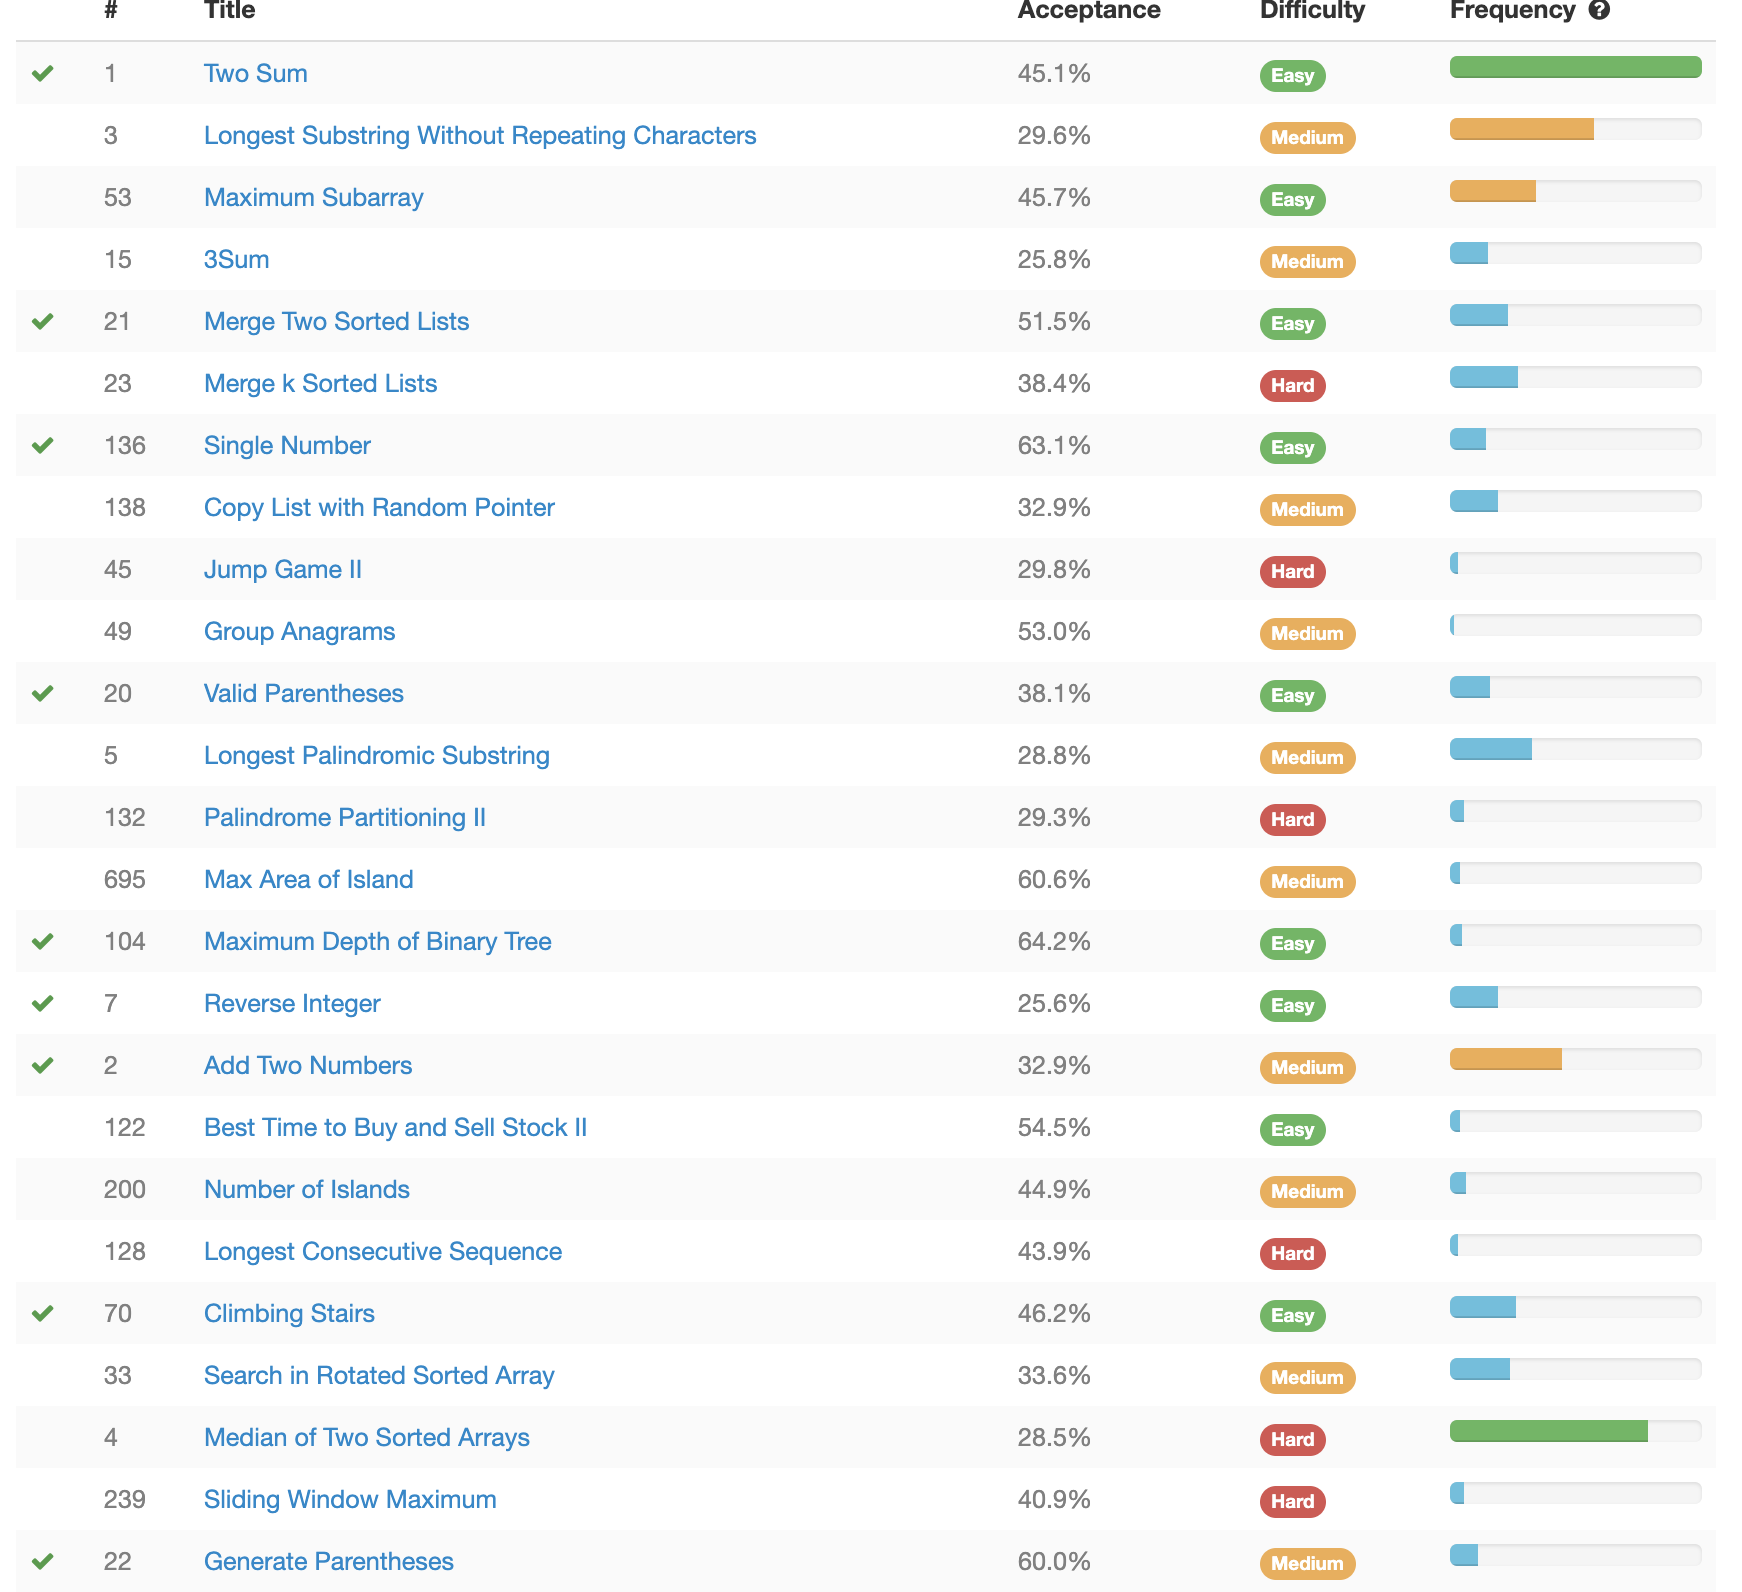 # Title Acceptance Difficulty Frequency
1 Two Sum 45.1% Easy
3 Longest Substring Without Repeating Characters 29.6% Medium
53 Maximum Subarray 45.7% Easy
15 3Sum 25.8% Medium
21 Merge Two Sorted Lists 51.5% Easy
23 Merge k Sorted Lists 38.4% Hard
136 Single Number 63.1% Easy
138 Copy List with Random Pointer 32.9% Medium
45 Jump Game II 29.8% Hard
49 Group Anagrams 53.0% Medium
20 Valid Parentheses 38.1% Easy
5 Longest Palindromic Substring 28.8% Medium
132 Palindrome Partitioning II 29.3% Hard
695 Max Area of Island 60.6% Medium
104 Maximum Depth of Binary Tree 64.2% Easy
7 Reverse Integer 25.6% Easy
2 Add Two Numbers 32.9% Medium
122 Best Time to Buy and Sell Stock II 54.5% Easy
200 Number of Islands 44.9% Medium
128 Longest Consecutive Sequence 43.9% Hard
70 Climbing Stairs 46.2% Easy
33 Search in Rotated Sorted Array 33.6% Medium
4 Median of Two Sorted Arrays 28.5% Hard
239 Sliding Window Maximum 40.9% Hard
22 Generate Parentheses 60.0% Medium